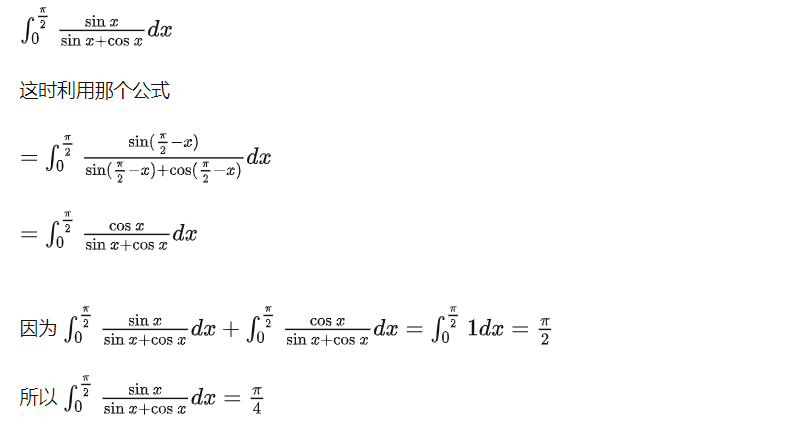 $\int_0^{\frac{\pi}{2}} \frac{\sin x}{\sin x+\cos x} dx$
这时利用那个公式
$= \int_0^{\frac{\pi}{2}} \frac{\sin(\frac{\pi}{2}-x)}{\sin(\frac{\pi}{2}-x)+\cos(\frac{\pi}{2}-x)} dx$
$= \int_0^{\frac{\pi}{2}} \frac{\cos x}{\sin x+\cos x} dx$
因为 $\int_0^{\frac{\pi}{2}} \frac{\sin x}{\sin x+\cos x} dx + \int_0^{\frac{\pi}{2}} \frac{\cos x}{\sin x+\cos x} dx = \int_0^{\frac{\pi}{2}} 1dx = \frac{\pi}{2}$
所以 $\int_0^{\frac{\pi}{2}} \frac{\sin x}{\sin x+\cos x} dx = \frac{\pi}{4}$